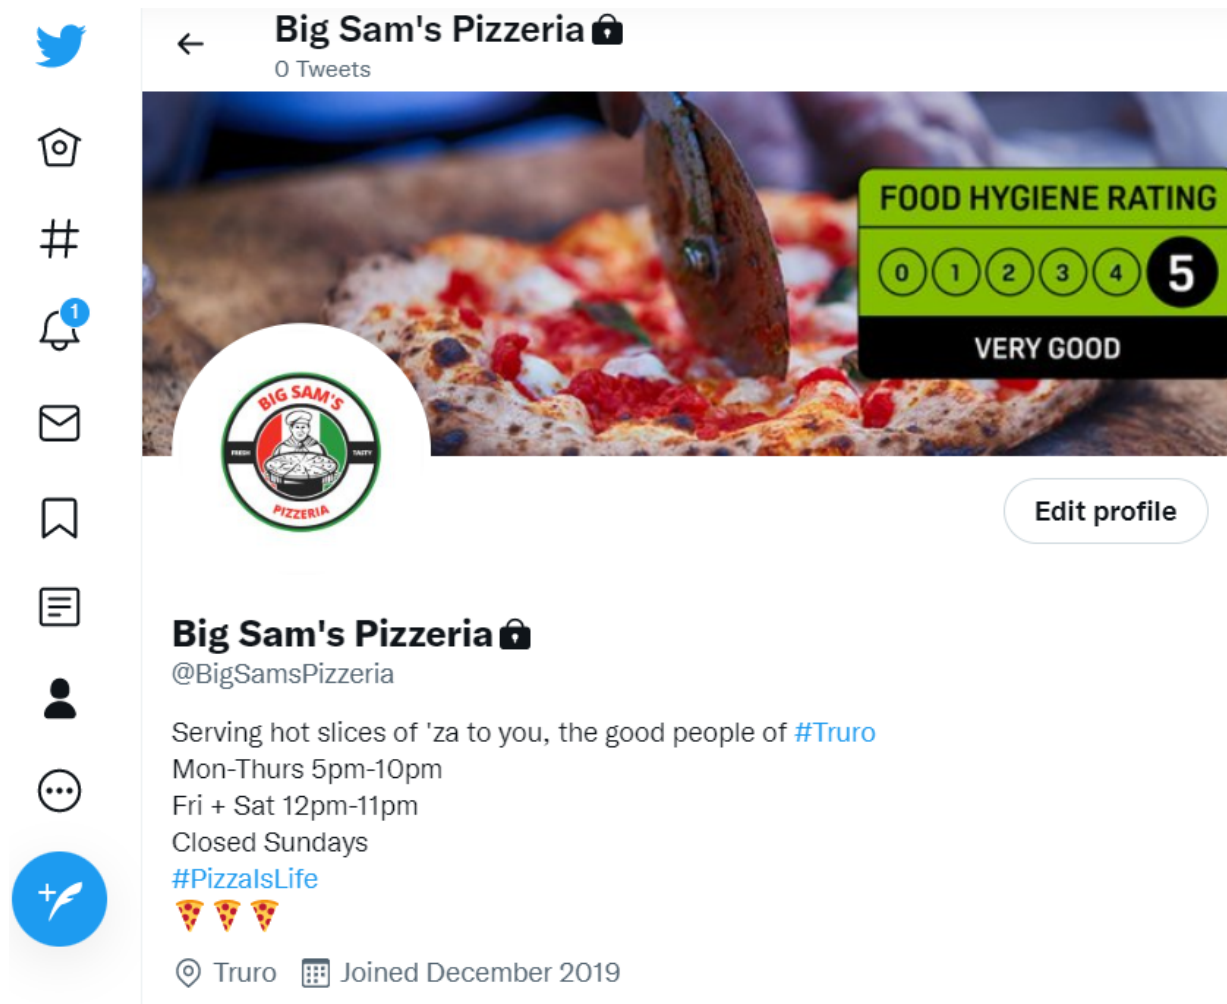 Big Sam's Pizzeria
0 Tweets
FOOD HYGIENE RATING
0 1 2 3 4 5
VERY GOOD
1
BIG SAM'S
FRESH TASTY
PIZZERIA
Edit profile
Big Sam's Pizzeria
@BigSamsPizzeria
Serving hot slices of 'za to you, the good people of #Truro
Mon-Thurs 5pm-10pm
Fri + Sat 12pm-11pm
Closed Sundays
#PizzaIsLife
🍕🍕🍕
Truro Joined December 2019